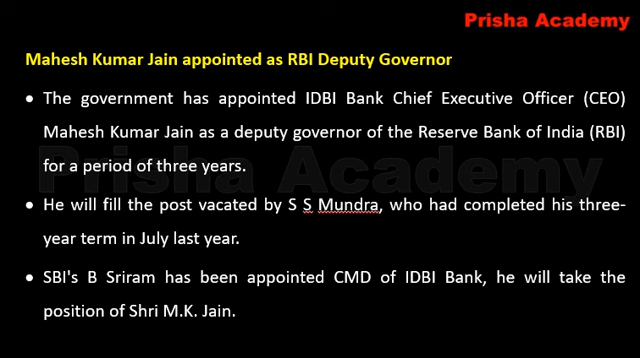 Prisha Academy
Mahesh Kumar Jain appointed as RBI Deputy Governor
• The government has appointed IDBI Bank Chief Executive Officer (CEO)
Mahesh Kumar Jain as a deputy governor of the Reserve Bank of India (RBI)
for a period of three years.
Prisha Academy
• He will fill the post vacated by S S Mundra, who had completed his three-
year term in July last year.
• SBI's B Sriram has been appointed CMD of IDBI Bank, he will take the
position of Shri M.K. Jain.